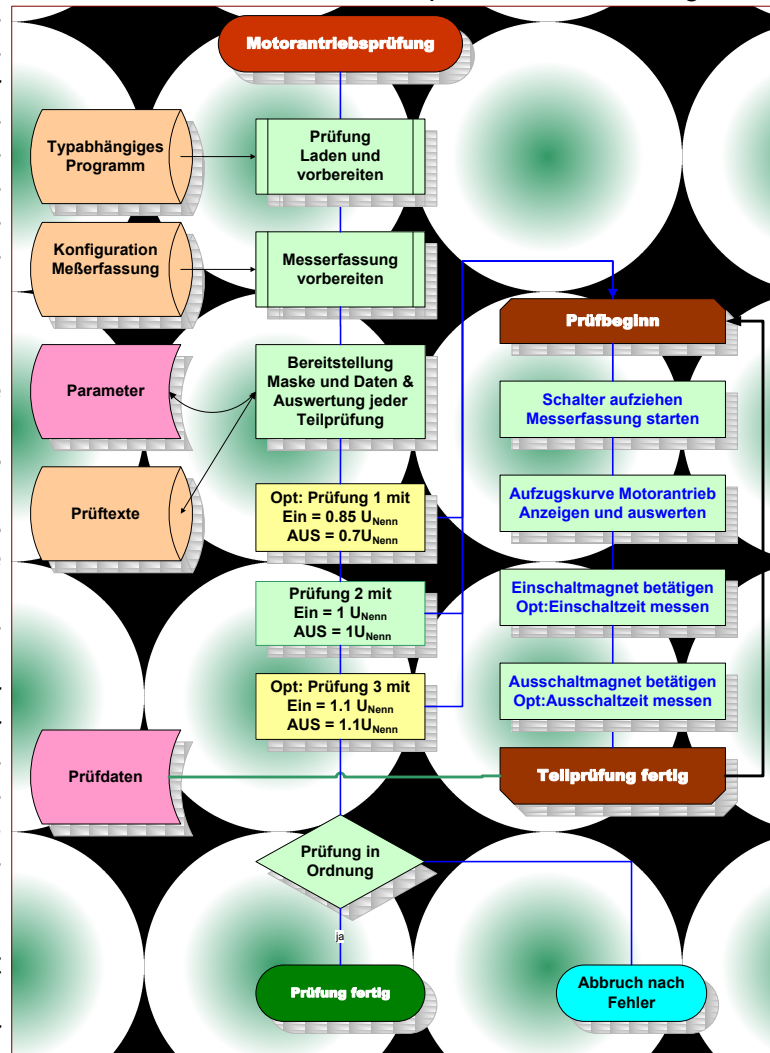 Motorantriebsprüfung
Typabhängiges
Programm
Prüfung
Laden und
vorbereiten
Konfiguration
Meßerfassung
Messerfassung
vorbereiten
Prüfbeginn
Parameter
Bereitstellung
Maske und Daten &
Auswertung jeder
Teilprüfung
Schalter aufziehen
Messerfassung starten
Prüftexte
Opt: Prüfung 1 mit
Ein = 0.85 UNenn
AUS = 0.7UNenn
Aufzugskurve Motorantrieb
Anzeigen und auswerten
Prüfung 2 mit
Ein = 1 UNenn
AUS = 1UNenn
Einschaltmagnet betätigen
Opt:Einschaltzeit messen
Opt: Prüfung 3 mit
Ein = 1.1 UNenn
AUS = 1.1UNenn
Ausschaltmagnet betätigen
Opt:Ausschaltzeit messen
Prüfdaten
Teilprüfung fertig
Prüfung in
Ordnung
ja
Prüfung fertig
Abbruch nach
Fehler